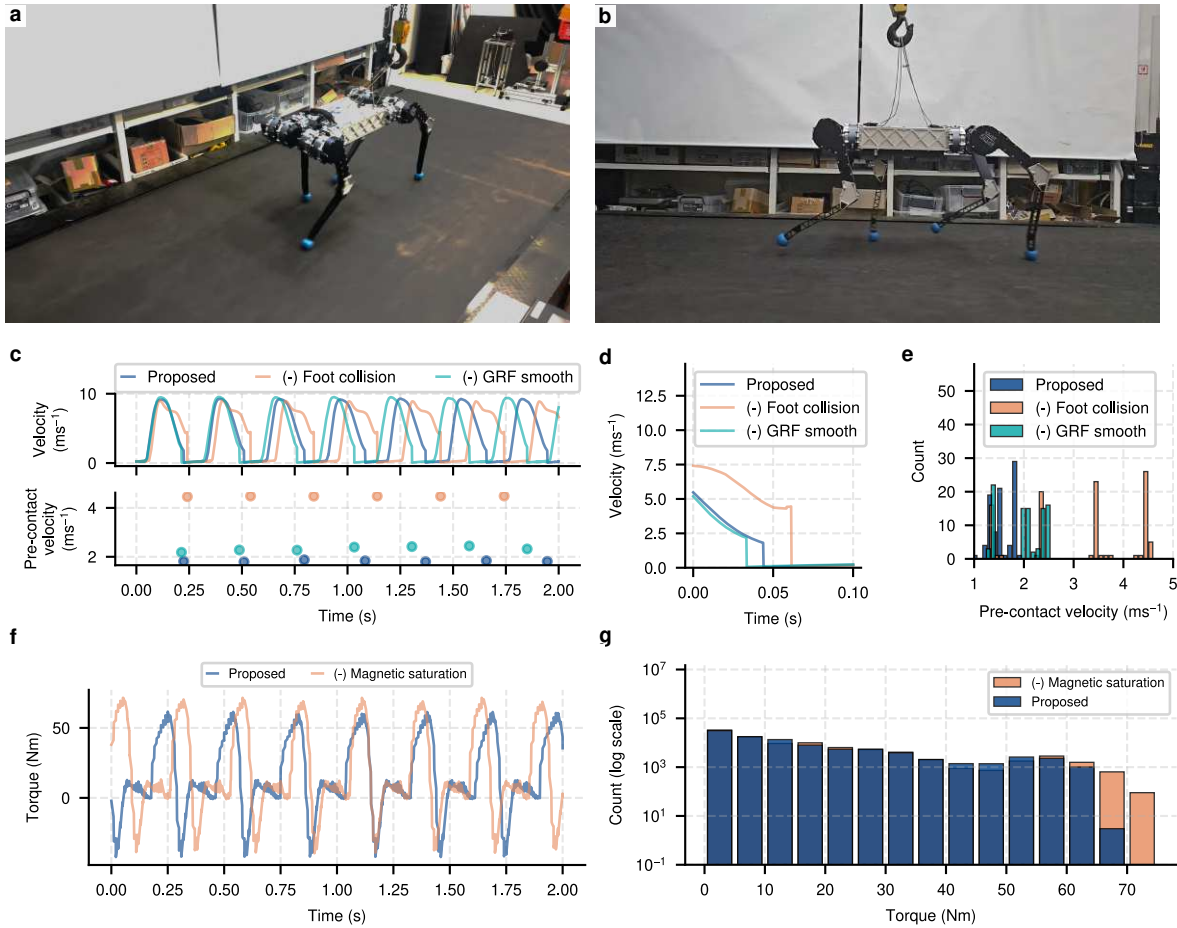 a
b
c
Proposed (-) Foot collision (-) GRF smooth
10
0
Velocity
(ms⁻¹)
4
2
Pre-contact
velocity
(ms⁻¹)
0.00 0.25 0.50 0.75 1.00 1.25 1.50 1.75 2.00
Time (s)
d
Proposed
(-) Foot collision
(-) GRF smooth
12.5
10.0
7.5
5.0
2.5
0.0
Velocity (ms⁻¹)
0.00 0.05 0.10
Time (s)
e
Proposed
(-) Foot collision
(-) GRF smooth
50
40
30
20
10
0
Count
1 2 3 4 5
Pre-contact velocity (ms⁻¹)
f
Proposed (-) Magnetic saturation
50
0
Torque (Nm)
0.00 0.25 0.50 0.75 1.00 1.25 1.50 1.75 2.00
Time (s)
g
(-) Magnetic saturation
Proposed
10⁷
10⁵
10³
10¹
10⁻¹
Count (log scale)
0 10 20 30 40 50 60 70
Torque (Nm)